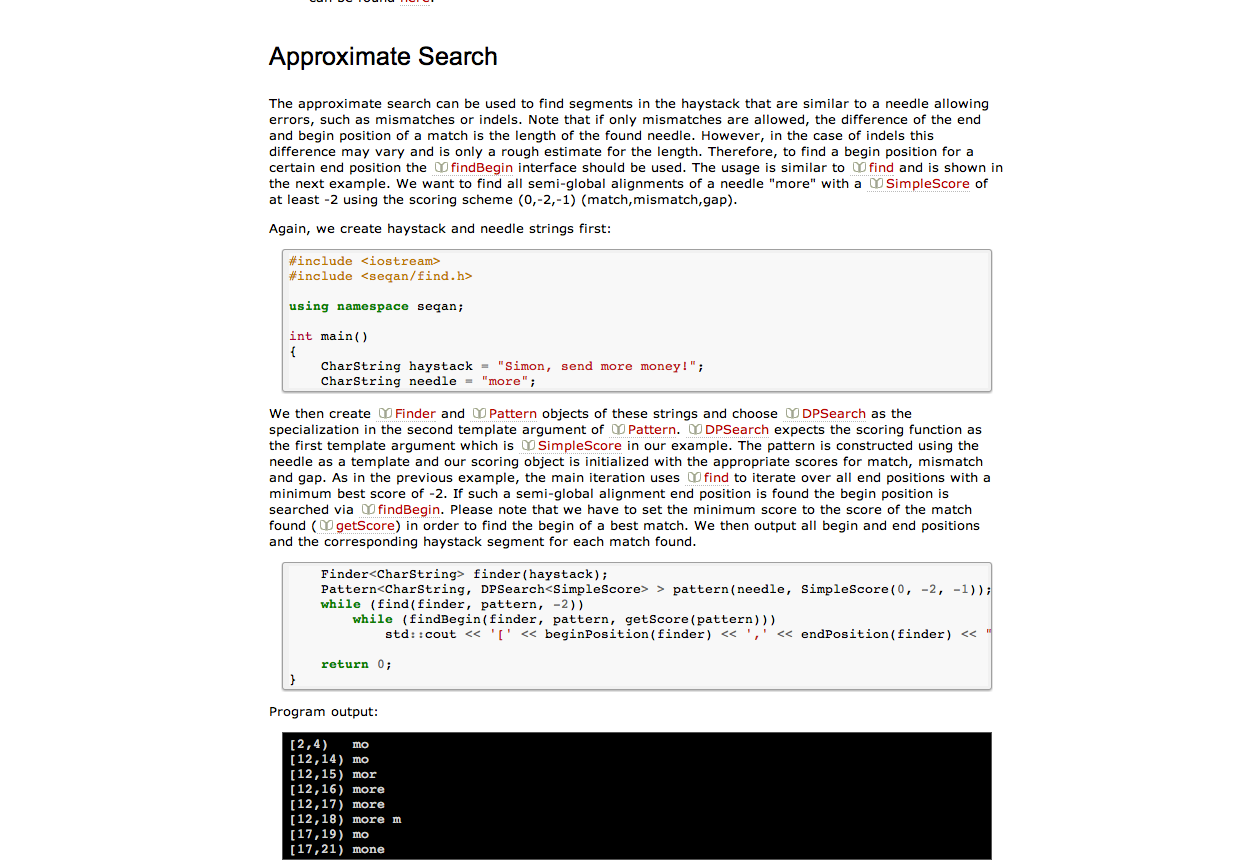 can be found here.
Approximate Search
The approximate search can be used to find segments in the haystack that are similar to a needle allowing
errors, such as mismatches or indels. Note that if only mismatches are allowed, the difference of the end
and begin position of a match is the length of the found needle. However, in the case of indels this
difference may vary and is only a rough estimate for the length. Therefore, to find a begin position for a
certain end position the findBegin interface should be used. The usage is similar to find and is shown in
the next example. We want to find all semi-global alignments of a needle "more" with a SimpleScore of
at least -2 using the scoring scheme (0,-2,-1) (match,mismatch,gap).
Again, we create haystack and needle strings first:
#include <iostream>
#include <seqan/find.h>
using namespace seqan;
int main()
{
    CharString haystack = "Simon, send more money!";
    CharString needle = "more";
We then create Finder and Pattern objects of these strings and choose DPSearch as the
specialization in the second template argument of Pattern. DPSearch expects the scoring function as
the first template argument which is SimpleScore in our example. The pattern is constructed using the
needle as a template and our scoring object is initialized with the appropriate scores for match, mismatch
and gap. As in the previous example, the main iteration uses find to iterate over all end positions with a
minimum best score of -2. If such a semi-global alignment end position is found the begin position is
searched via findBegin. Please note that we have to set the minimum score to the score of the match
found (getScore) in order to find the begin of a best match. We then output all begin and end positions
and the corresponding haystack segment for each match found.
    Finder<CharString> finder(haystack);
    Pattern<CharString, DPSearch<SimpleScore> > pattern(needle, SimpleScore(0, -2, -1));
    while (find(finder, pattern, -2))
        while (findBegin(finder, pattern, getScore(pattern)))
            std::cout << '[' << beginPosition(finder) << ',' << endPosition(finder) << "
    return 0;
}
Program output:
[2,4)   mo
[12,14) mo
[12,15) mor
[12,16) more
[12,17) more
[12,18) more m
[17,19) mo
[17,21) mone